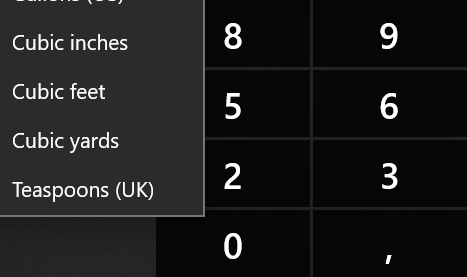 Cubic inches
Cubic feet
Cubic yards
Teaspoons (UK)
8 9
5 6
2 3
0 ,